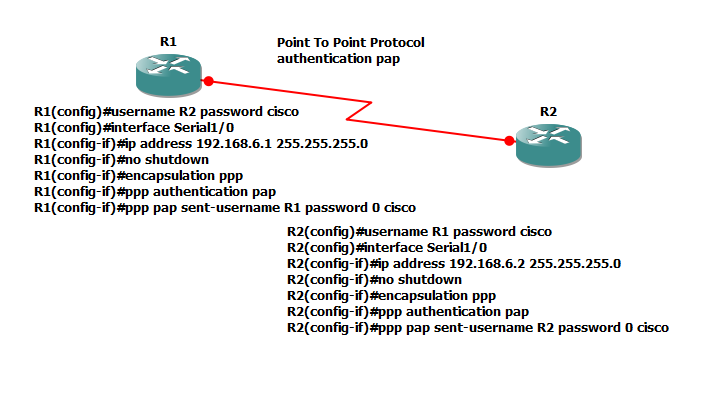 R1
Point To Point Protocol
authentication pap
R1(config)#username R2 password cisco
R1(config)#interface Serial1/0
R1(config-if)#ip address 192.168.6.1 255.255.255.0
R1(config-if)#no shutdown
R1(config-if)#encapsulation ppp
R1(config-if)#ppp authentication pap
R1(config-if)#ppp pap sent-username R1 password 0 cisco
R2
R2(config)#username R1 password cisco
R2(config)#interface Serial1/0
R2(config-if)#ip address 192.168.6.2 255.255.255.0
R2(config-if)#no shutdown
R2(config-if)#encapsulation ppp
R2(config-if)#ppp authentication pap
R2(config-if)#ppp pap sent-username R2 password 0 cisco